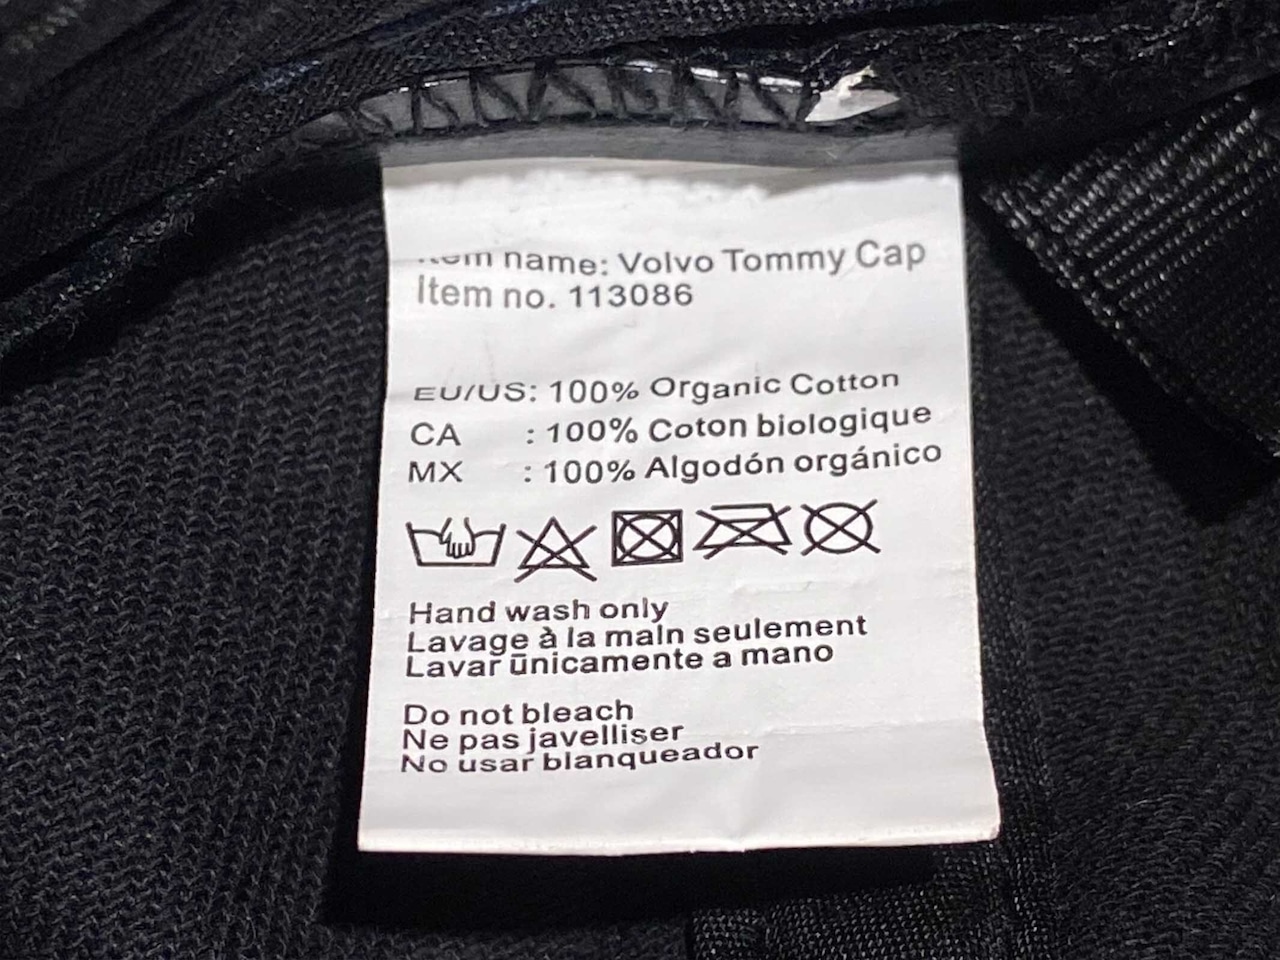 Item name: Volvo Tommy Cap
Item no. 113086
EU/US: 100% Organic Cotton
CA : 100% Coton biologique
MX : 100% Algodón orgánico
Hand wash only
Lavage à la main seulement
Lavar ūnicamente a mano
Do not bleach
Ne pas javelliser
No usar blanqueador